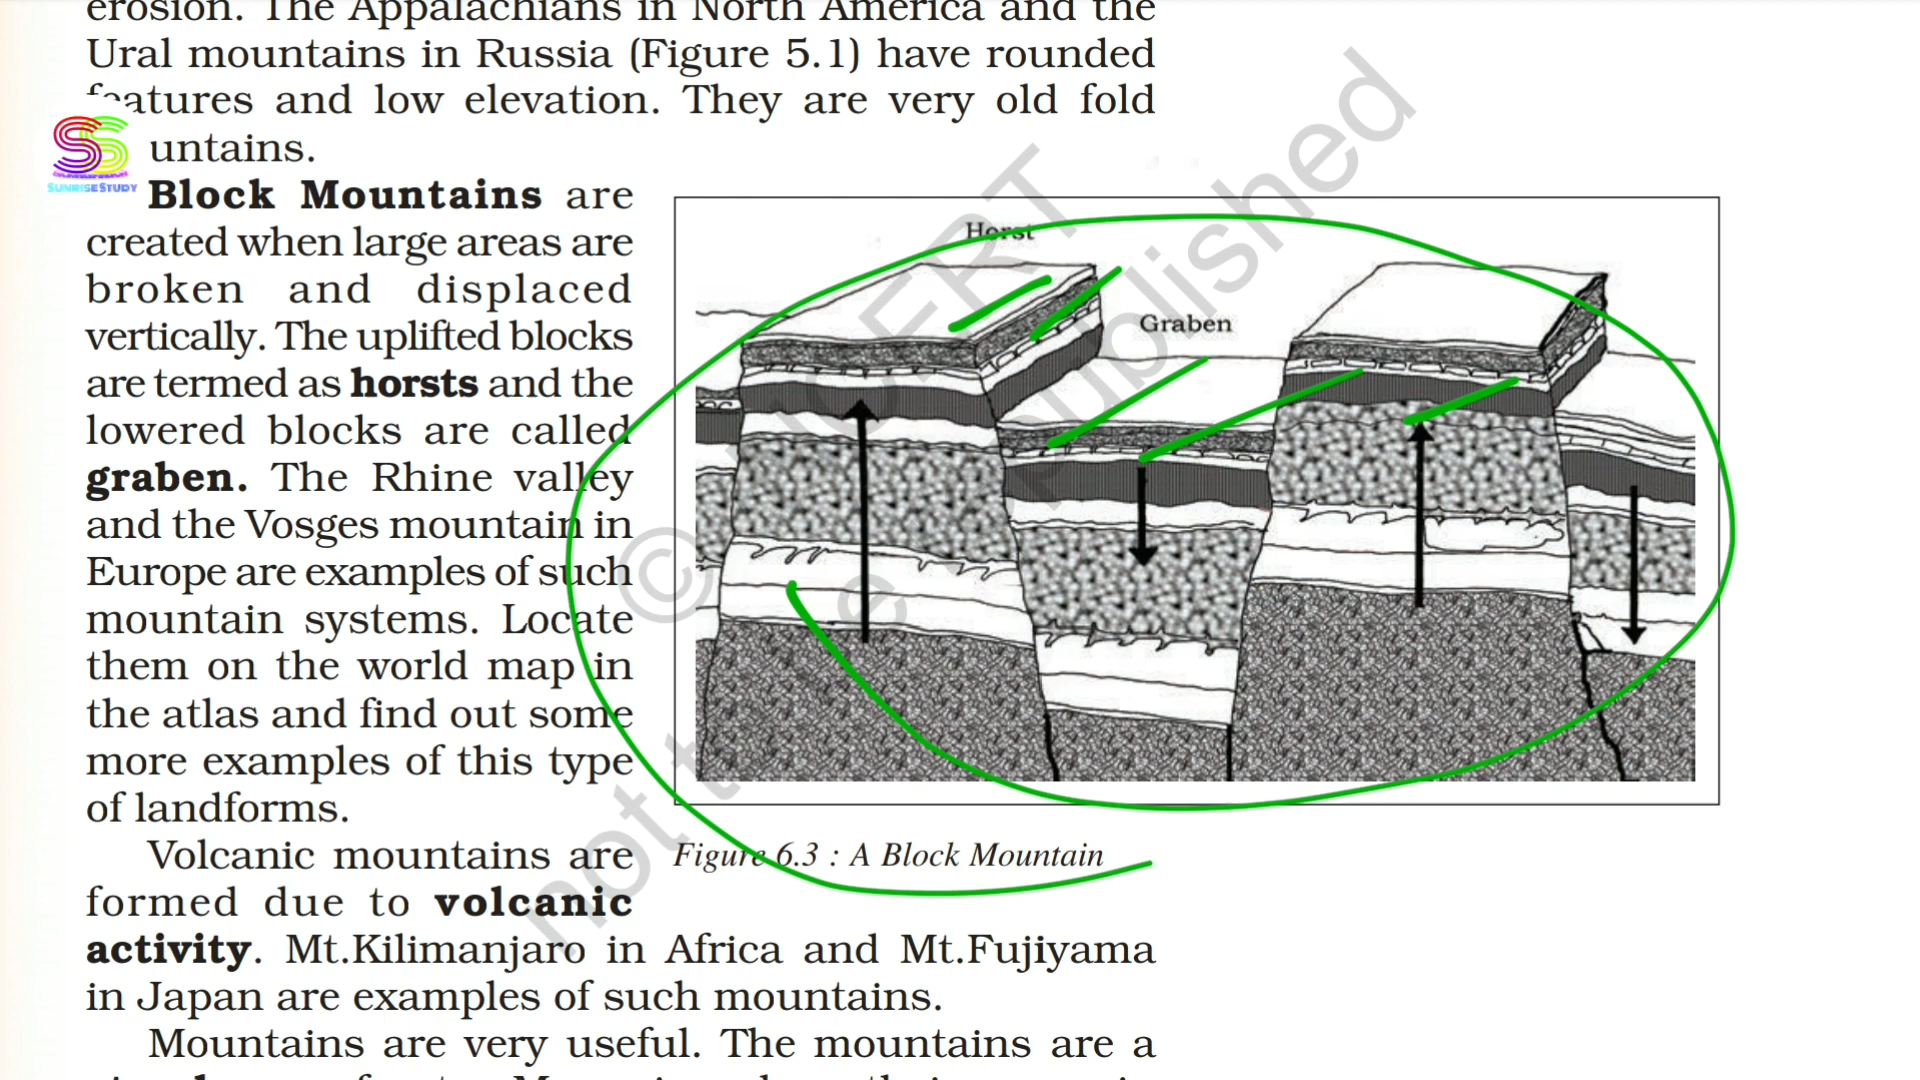 erosion. The Appalachians in North America and the
Ural mountains in Russia (Figure 5.1) have rounded
features and low elevation. They are very old fold
untains.
SUNRISE STUDY
Block Mountains are
created when large areas are
broken and displaced
vertically. The uplifted blocks
are termed as horsts and the
lowered blocks are called
graben. The Rhine valley
and the Vosges mountain in
Europe are examples of such
mountain systems. Locate
them on the world map in
the atlas and find out some
more examples of this type
of landforms.
Horst
Graben
Figure 6.3 : A Block Mountain
Volcanic mountains are
formed due to volcanic
activity. Mt.Kilimanjaro in Africa and Mt.Fujiyama
in Japan are examples of such mountains.
Mountains are very useful. The mountains are a
© NCERT
not t e published